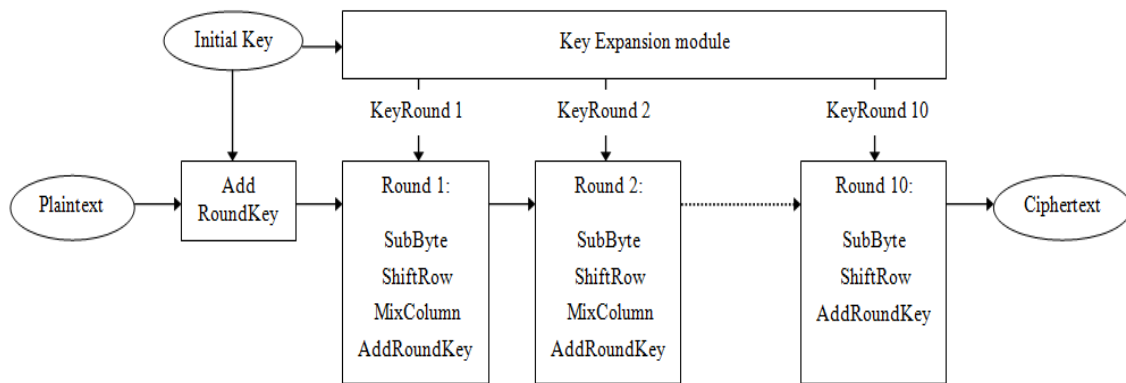 Initial Key
Key Expansion module
KeyRound 1
KeyRound 2
KeyRound 10
Plaintext
Add
RoundKey
Round 1:
SubByte
ShiftRow
MixColumn
AddRoundKey
Round 2:
SubByte
ShiftRow
MixColumn
AddRoundKey
Round 10:
SubByte
ShiftRow
AddRoundKey
Ciphertext